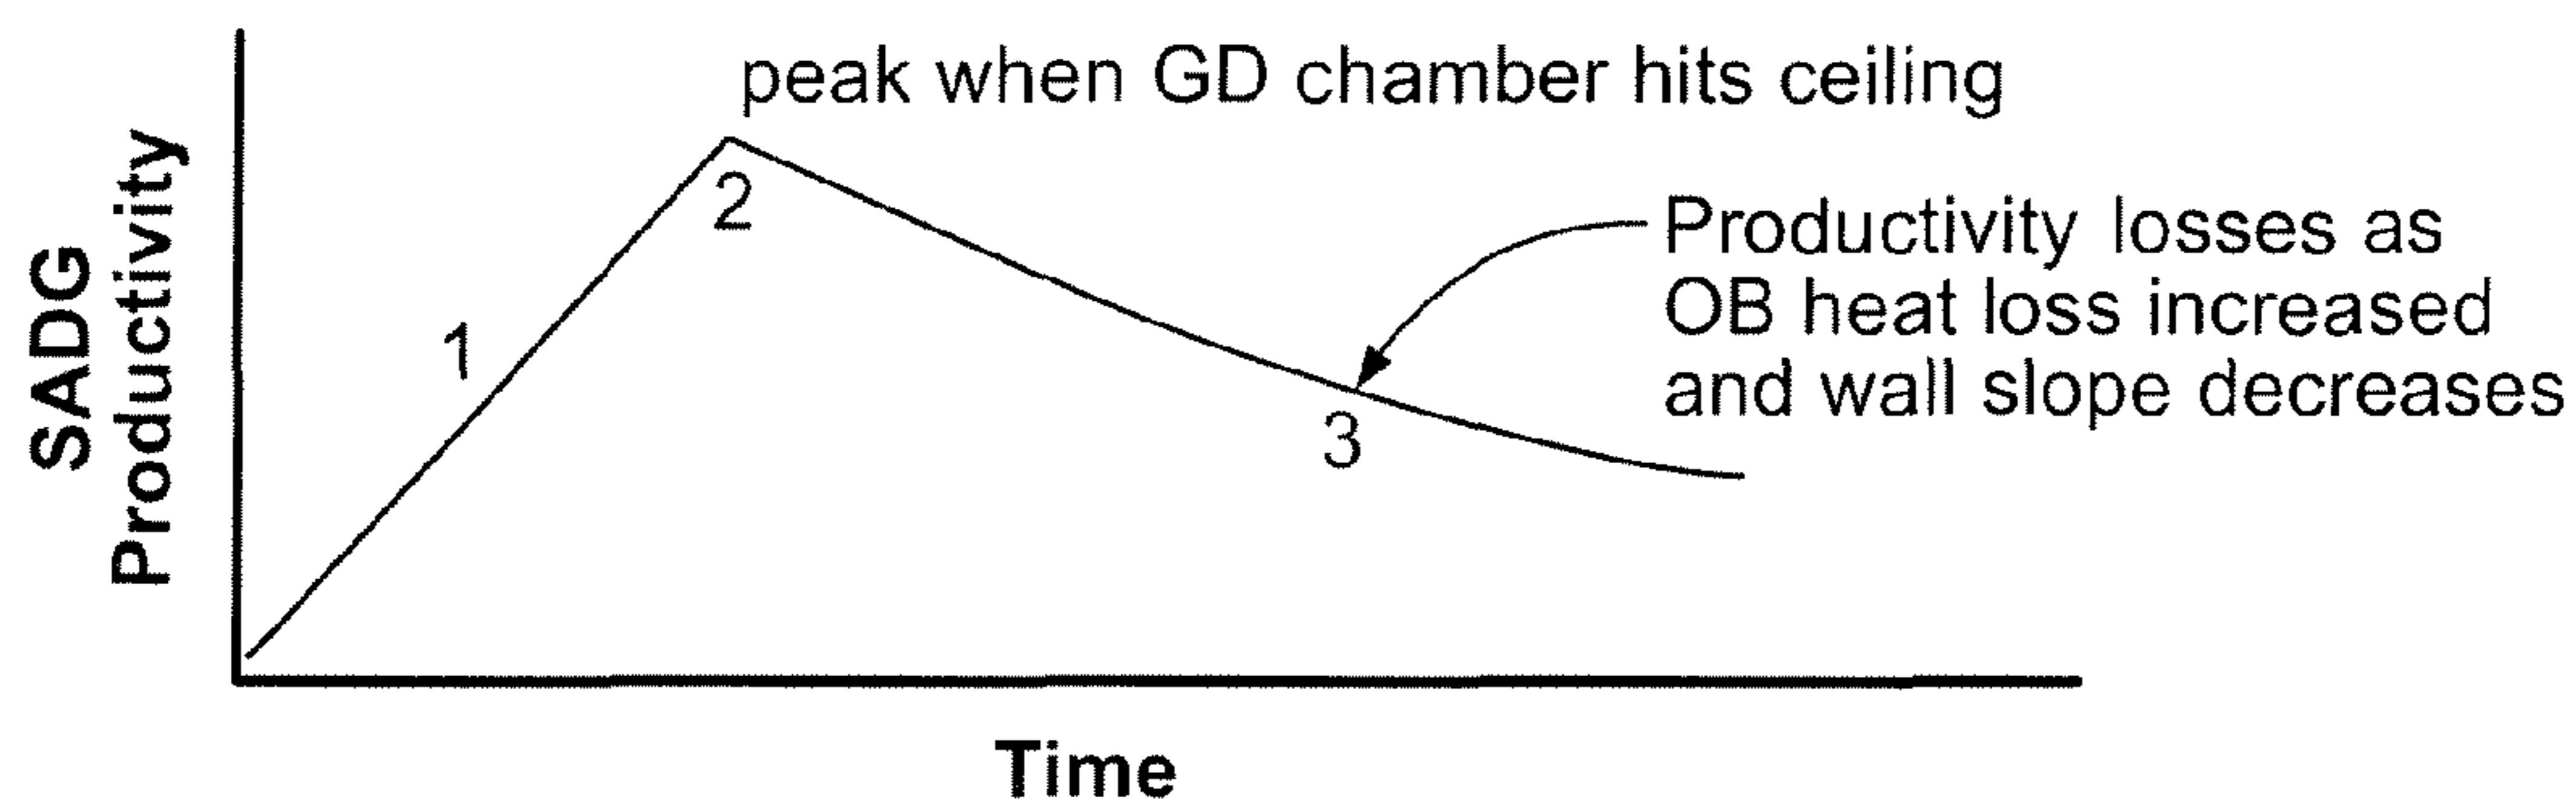 peak when GD chamber hits ceiling
SADG
Productivity
1
2
3
Productivity losses as
OB heat loss increased
and wall slope decreases
Time